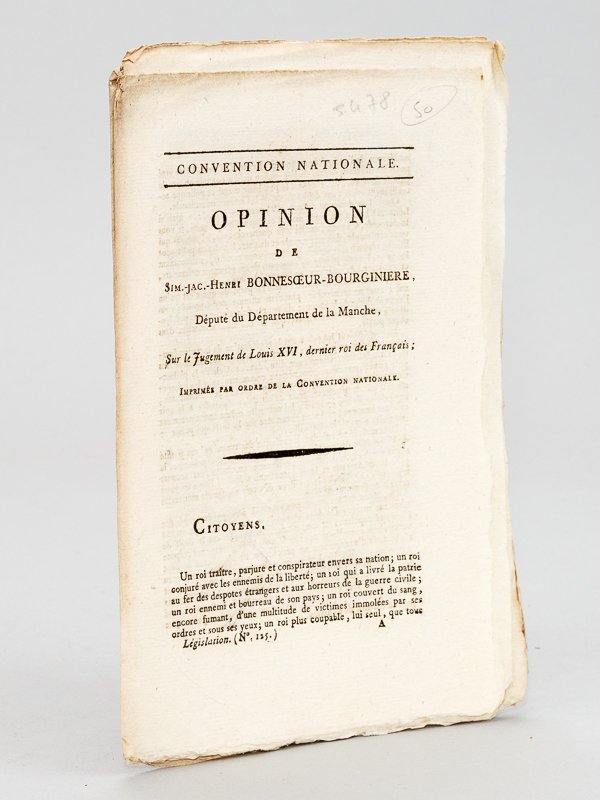 5478 50
CONVENTION NATIONALE.
OPINION
DE
SIM.-JAC.-HENRI BONNESŒUR-BOURGINIERE,
Député du Département de la Manche,
Sur le Jugement de Louis XVI, dernier roi des Français;
IMPRIMÉE PAR ORDRE DE LA CONVENTION NATIONALE.
CITOYENS,
Un roi traître, parjure et conspirateur envers sa nation; un roi
conjuré avec les ennemis de la liberté; un roi qui a livré la patrie
au fer des despotes étrangers et aux horreurs de la guerre civile;
un roi ennemi et bourreau de son pays; un roi couvert du sang,
encore fumant, d'une multitude de victimes immolées par ses
ordres et sous ses yeux; un roi plus coupable, lui seul, que tous
Législation. (N°. 125.) A